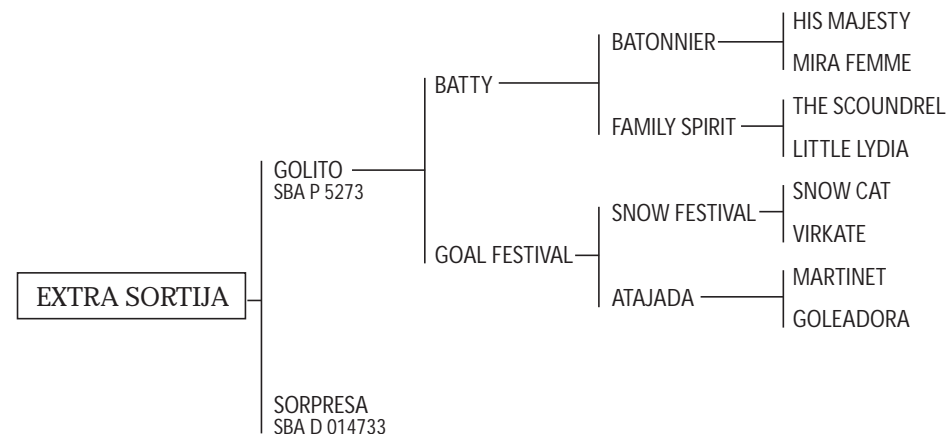 HIS MAJESTY
BATONNIER
MIRA FEMME
BATTY
THE SCOUNDREL
FAMILY SPIRIT
LITTLE LYDIA
GOLITO
SBA P 5273
SNOW CAT
SNOW FESTIVAL
VIRKATE
GOAL FESTIVAL
MARTINET
ATAJADA
GOLEADORA
EXTRA SORTIJA
SORPRESA
SBA D 014733